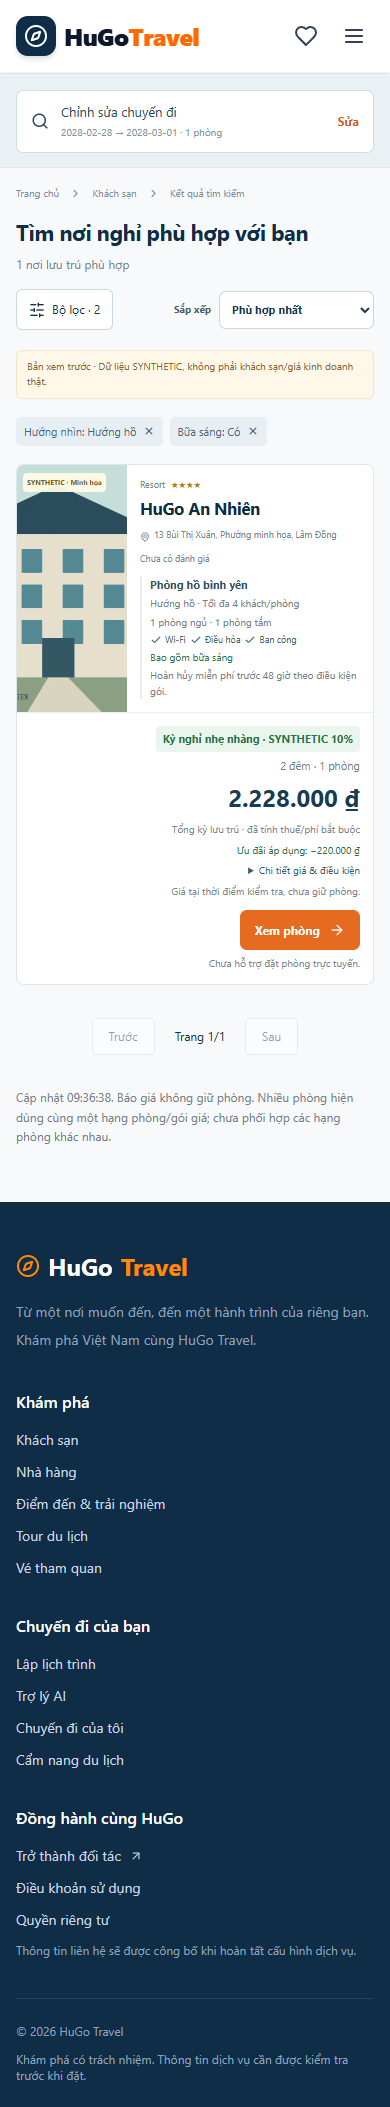 HuGoTravel
Chỉnh sửa chuyến đi
2028-02-28 → 2028-03-01 · 1 phòng
Sửa
Trang chủ > Khách sạn > Kết quả tìm kiếm
Tìm nơi nghỉ phù hợp với bạn
1 nơi lưu trú phù hợp
Bộ lọc · 2
Sắp xếp
Phù hợp nhất
Bản xem trước · Dữ liệu SYNTHETIC, không phải khách sạn/giá kinh doanh
thật.
Hướng nhìn: Hướng hồ ×
Bữa sáng: Có ×
SYNTHETIC · Minh họa
Resort ★★★★
HuGo An Nhiên
13 Bùi Thị Xuân, Phường minh họa, Lâm Đồng
Chưa có đánh giá
Phòng hồ bình yên
Hướng hồ · Tối đa 4 khách/phòng
1 phòng ngủ · 1 phòng tắm
✓ Wi-Fi ✓ Điều hòa ✓ Ban công
Bao gồm bữa sáng
Hoàn hủy miễn phí trước 48 giờ theo điều kiện
gói.
Kỳ nghỉ nhẹ nhàng · SYNTHETIC 10%
2 đêm · 1 phòng
2.228.000 ₫
Tổng kỳ lưu trú · đã tính thuế/phí bắt buộc
Ưu đãi áp dụng: −220.000 ₫
▶ Chi tiết giá & điều kiện
Giá tại thời điểm kiểm tra, chưa giữ phòng.
Xem phòng →
Chưa hỗ trợ đặt phòng trực tuyến.
Trước
Trang 1/1
Sau
Cập nhật 09:36:38. Báo giá không giữ phòng. Nhiều phòng hiện
dùng cùng một hạng phòng/gói giá; chưa phối hợp các hạng
phòng khác nhau.
HuGo Travel
Từ một nơi muốn đến, đến một hành trình của riêng bạn.
Khám phá Việt Nam cùng HuGo Travel.
Khám phá
Khách sạn
Nhà hàng
Điểm đến & trải nghiệm
Tour du lịch
Vé tham quan
Chuyến đi của bạn
Lập lịch trình
Trợ lý AI
Chuyến đi của tôi
Cẩm nang du lịch
Đồng hành cùng HuGo
Trở thành đối tác ↗
Điều khoản sử dụng
Quyền riêng tư
Thông tin liên hệ sẽ được công bố khi hoàn tất cấu hình dịch vụ.
© 2026 HuGo Travel
Khám phá có trách nhiệm. Thông tin dịch vụ cần được kiểm tra
trước khi đặt.